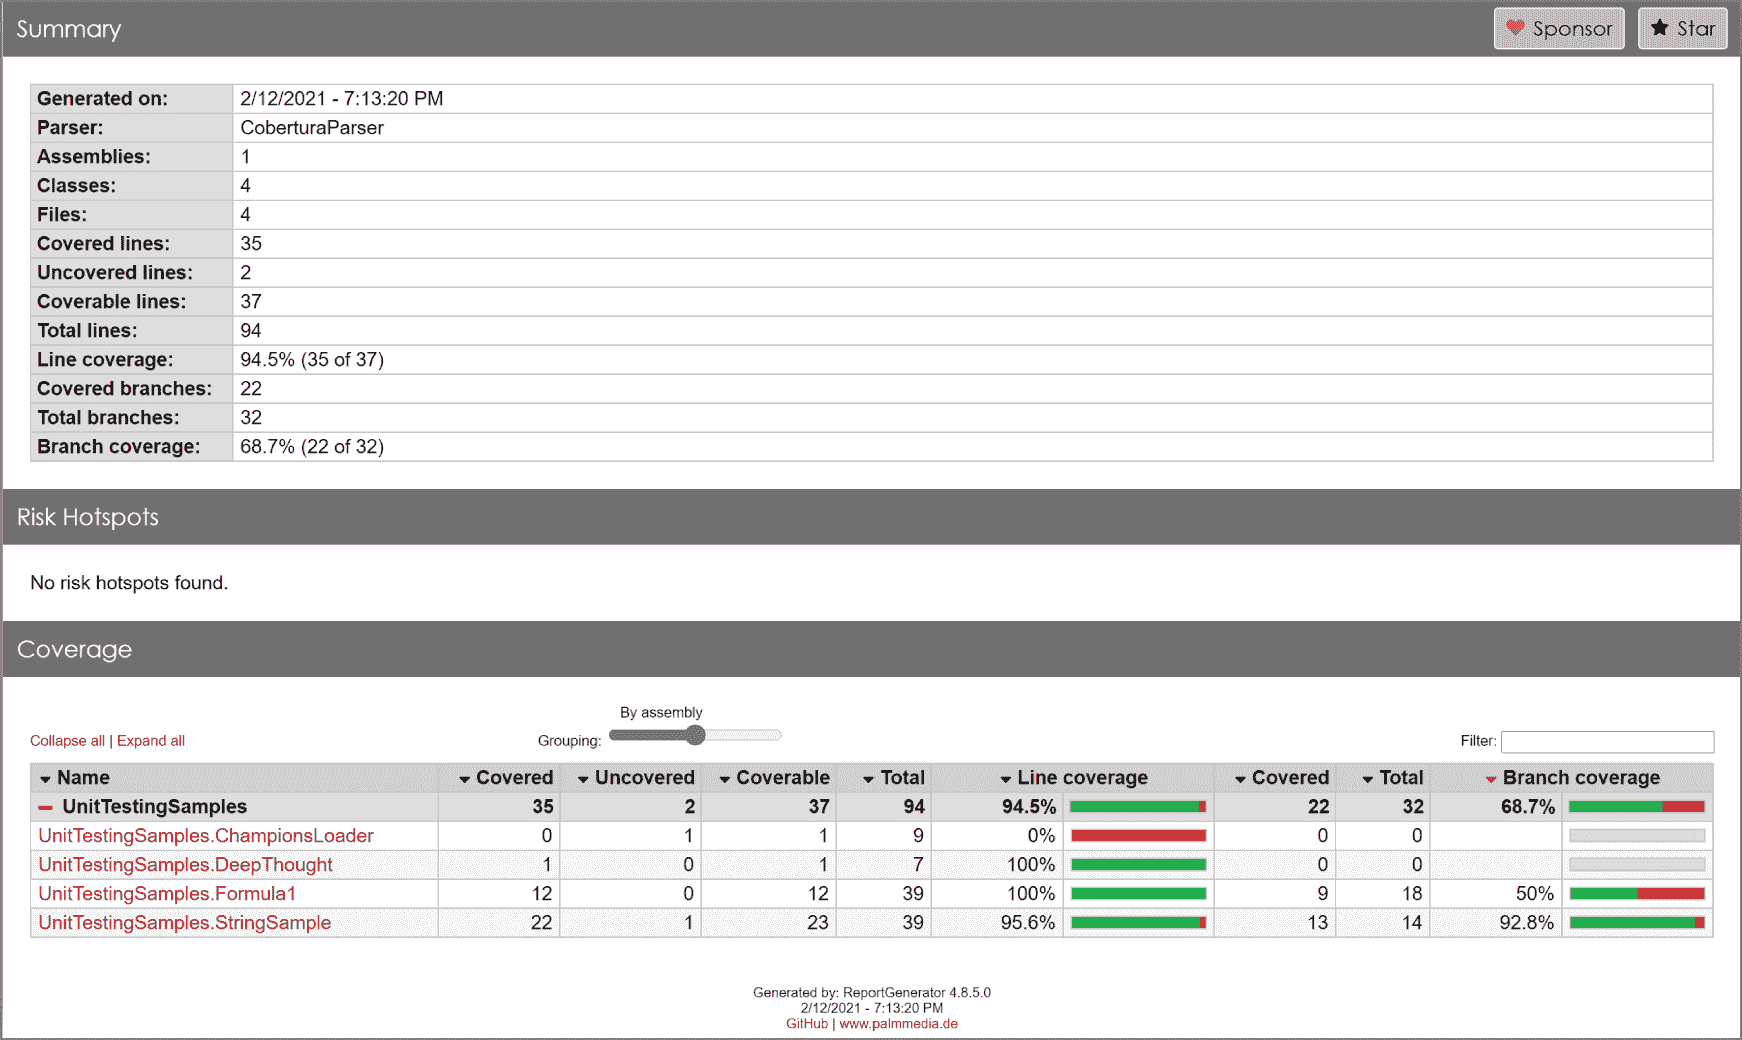 Summary
Sponsor
Star
Generated on: 2/12/2021 - 7:13:20 PM
Parser: CoberturaParser
Assemblies: 1
Classes: 4
Files: 4
Covered lines: 35
Uncovered lines: 2
Coverable lines: 37
Total lines: 94
Line coverage: 94.5% (35 of 37)
Covered branches: 22
Total branches: 32
Branch coverage: 68.7% (22 of 32)
Risk Hotspots
No risk hotspots found.
Coverage
By assembly
Collapse all | Expand all
Grouping:
Filter:
Name Covered Uncovered Coverable Total Line coverage Covered Total Branch coverage
UnitTestingSamples 35 2 37 94 94.5% 22 32 68.7%
UnitTestingSamples.ChampionsLoader 0 1 1 9 0% 0 0
UnitTestingSamples.DeepThought 1 0 1 7 100% 0 0
UnitTestingSamples.Formula1 12 0 12 39 100% 9 18 50%
UnitTestingSamples.StringSample 22 1 23 39 95.6% 13 14 92.8%
Generated by: ReportGenerator 4.8.5.0
2/12/2021 - 7:13:20 PM
GitHub | www.palmmedia.de